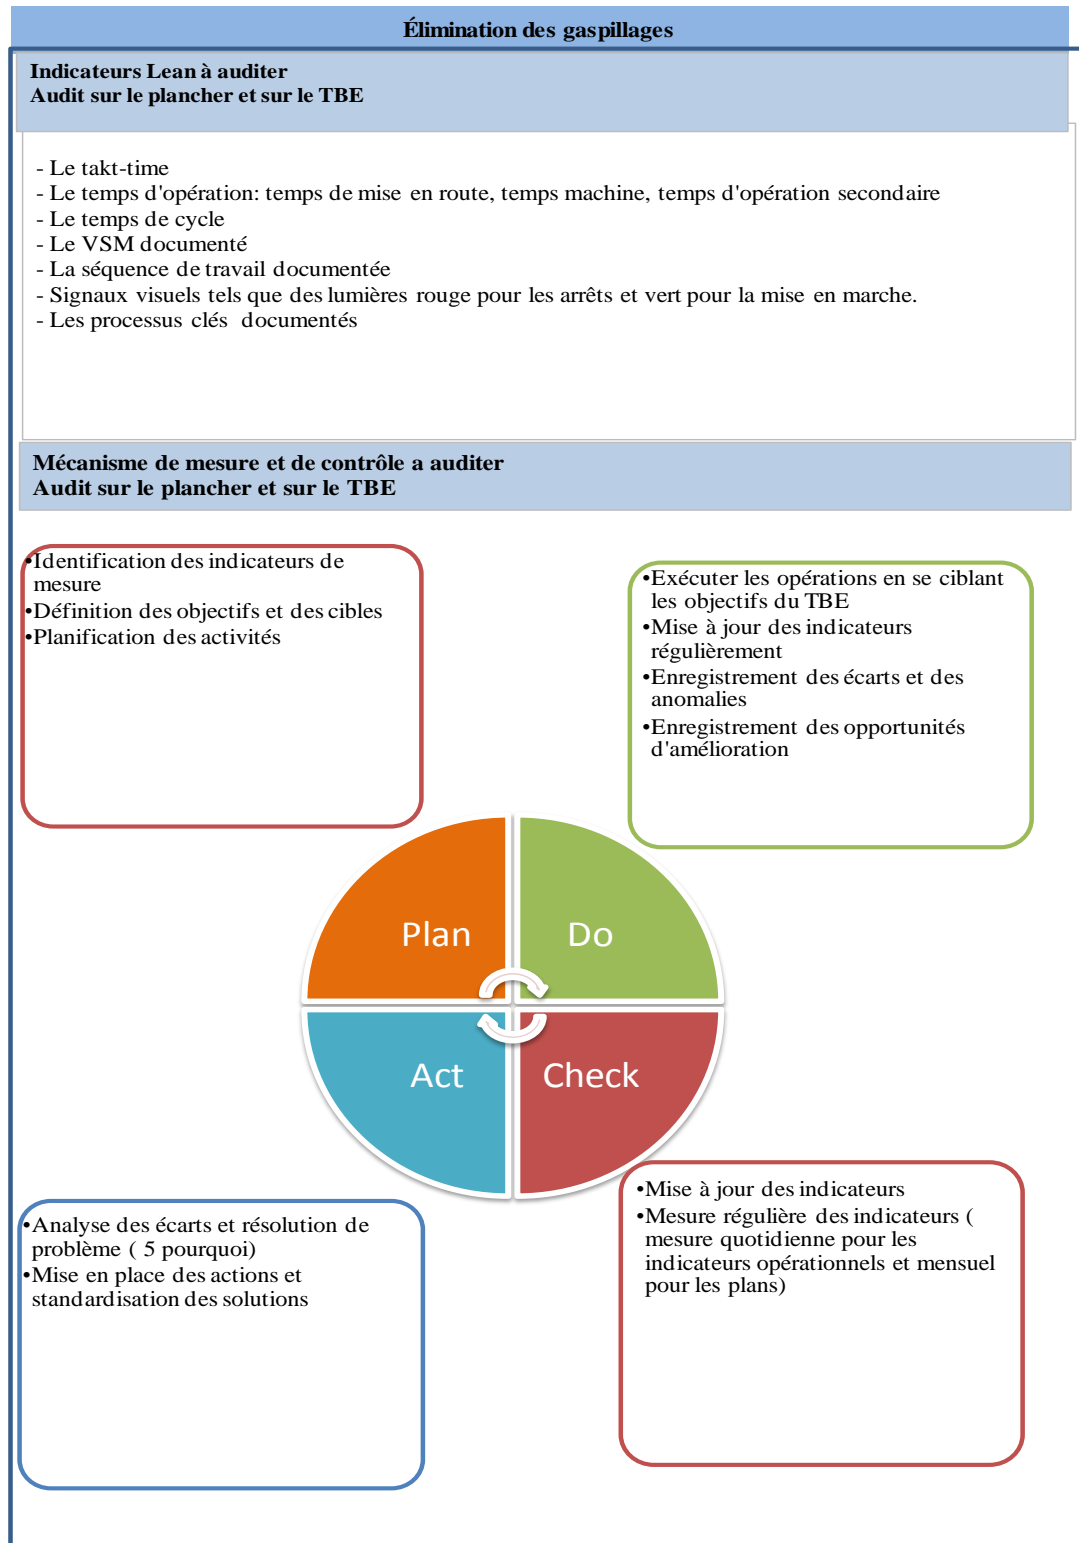 Élimination des gaspillages
Indicateurs Lean à auditer
Audit sur le plancher et sur le TBE
- Le takt-time
- Le temps d'opération: temps de mise en route, temps machine, temps d'opération secondaire
- Le temps de cycle
- Le VSM documenté
- La séquence de travail documentée
- Signaux visuels tels que des lumières rouge pour les arrêts et vert pour la mise en marche.
- Les processus clés documentés
Mécanisme de mesure et de contrôle a auditer
Audit sur le plancher et sur le TBE
•Identification des indicateurs de
mesure
•Définition des objectifs et des cibles
•Planification des activités
•Exécuter les opérations en se ciblant
les objectifs du TBE
•Mise à jour des indicateurs
régulièrement
•Enregistrement des écarts et des
anomalies
•Enregistrement des opportunités
d'amélioration
Plan
Do
Act
Check
•Analyse des écarts et résolution de
problème ( 5 pourquoi)
•Mise en place des actions et
standardisation des solutions
•Mise à jour des indicateurs
•Mesure régulière des indicateurs (
mesure quotidienne pour les
indicateurs opérationnels et mensuel
pour les plans)